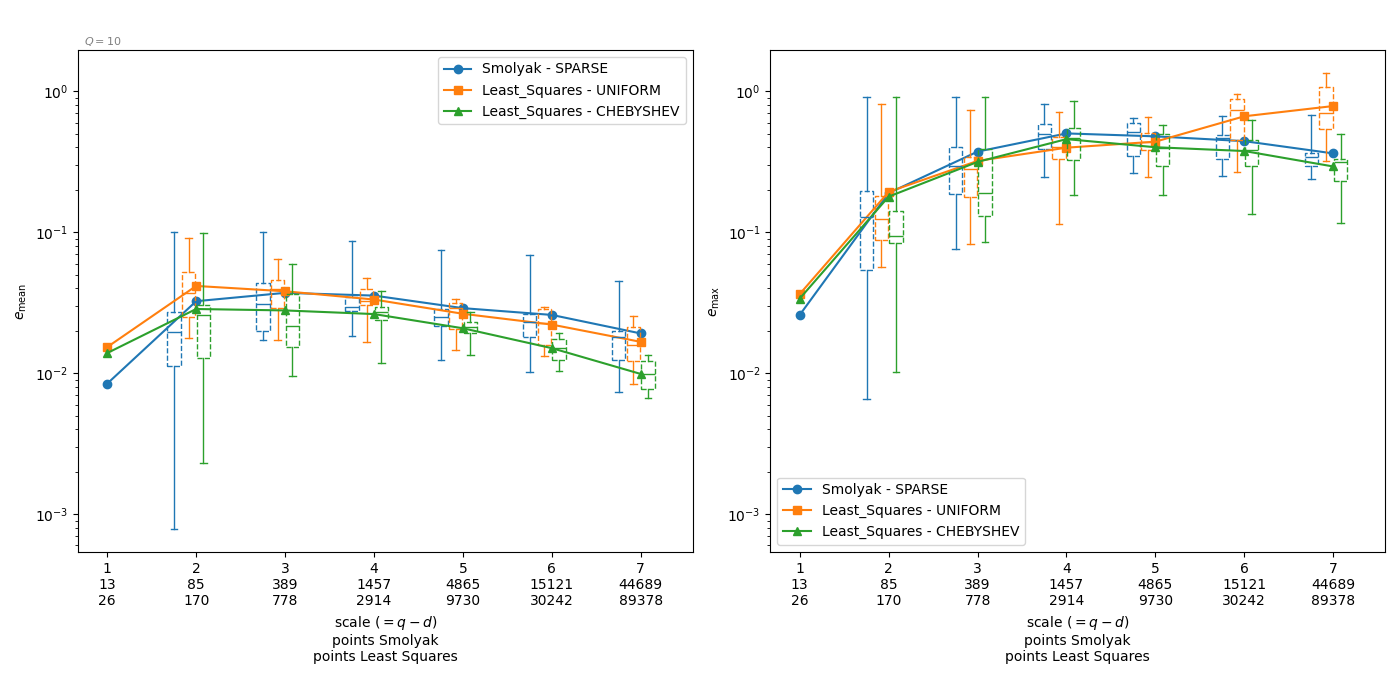 Q = 10
Smolyak - SPARSE
Least_Squares - UNIFORM
Least_Squares - CHEBYSHEV
10⁰
10⁻¹
10⁻²
10⁻³
e_mean
1 2 3 4 5 6 7
13 85 389 1457 4865 15121 44689
26 170 778 2914 9730 30242 89378
scale (= q − d)
points Smolyak
points Least Squares
10⁰
10⁻¹
10⁻²
10⁻³
e_max
Smolyak - SPARSE
Least_Squares - UNIFORM
Least_Squares - CHEBYSHEV
1 2 3 4 5 6 7
13 85 389 1457 4865 15121 44689
26 170 778 2914 9730 30242 89378
scale (= q − d)
points Smolyak
points Least Squares